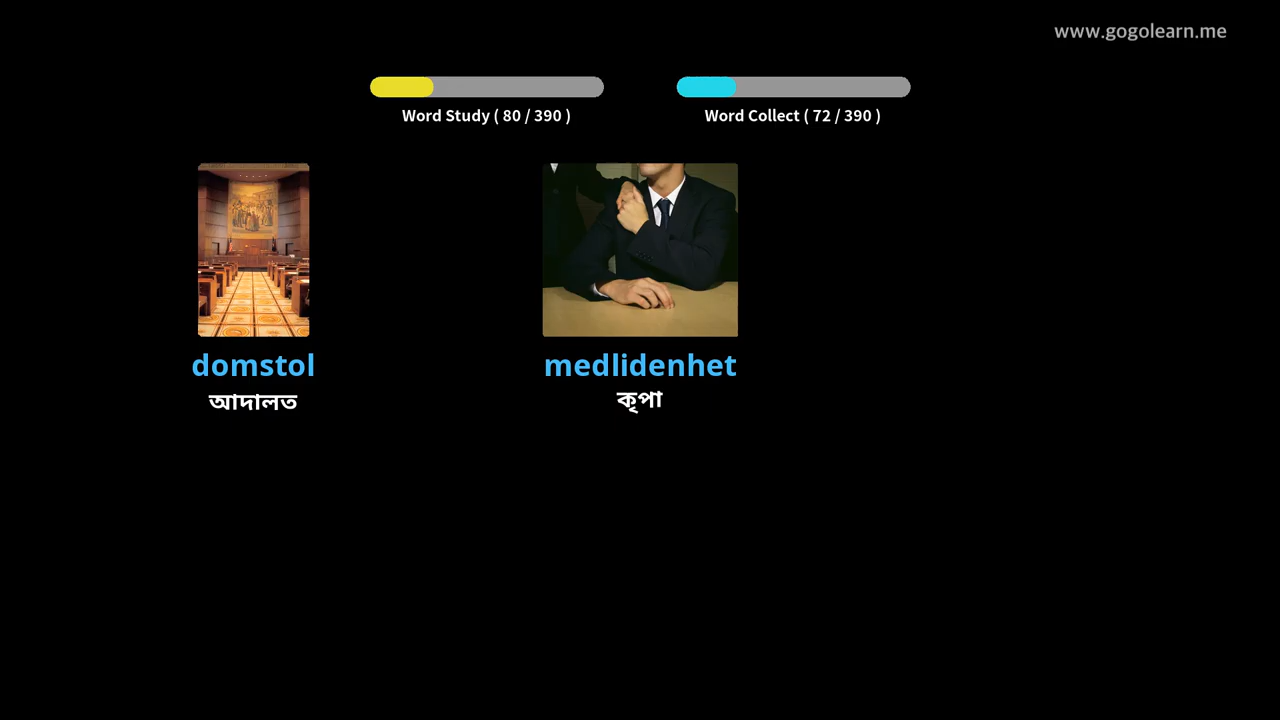 www.gogolearn.me
Word Study ( 80 / 390 )
Word Collect ( 72 / 390 )
domstol
আদালত
medlidenhet
কৃপা